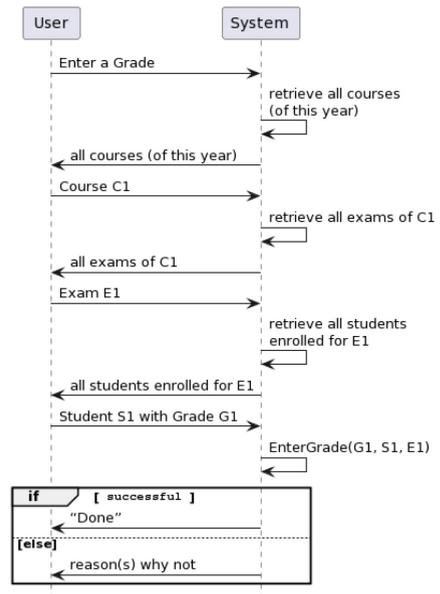 User
System
Enter a Grade
retrieve all courses
(of this year)
all courses (of this year)
Course C1
retrieve all exams of C1
all exams of C1
Exam E1
retrieve all students
enrolled for E1
all students enrolled for E1
Student S1 with Grade G1
EnterGrade(G1, S1, E1)
if [ successful ]
“Done”
[else]
reason(s) why not